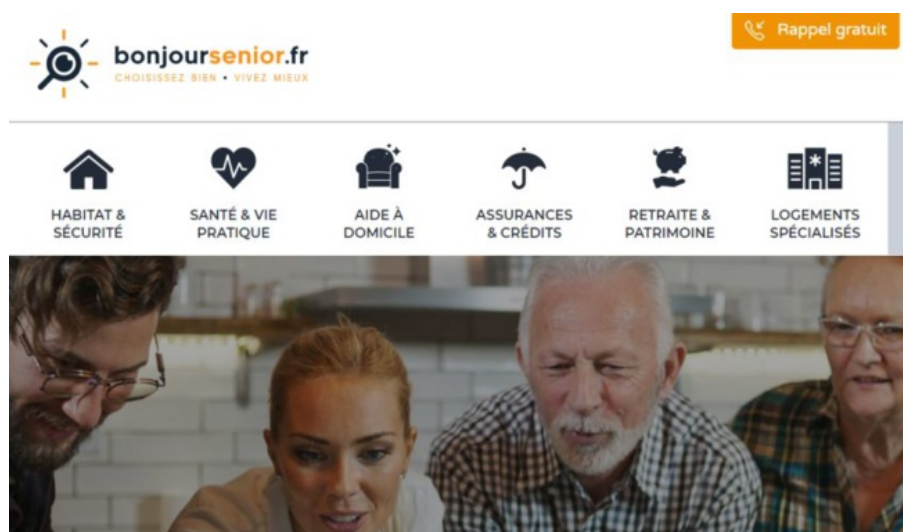 bonjoursenior.fr
CHOISISSEZ BIEN • VIVEZ MIEUX
Rappel gratuit
HABITAT &
SÉCURITÉ
SANTÉ & VIE
PRATIQUE
AIDE À
DOMICILE
ASSURANCES
& CRÉDITS
RETRAITE &
PATRIMOINE
LOGEMENTS
SPÉCIALISÉS